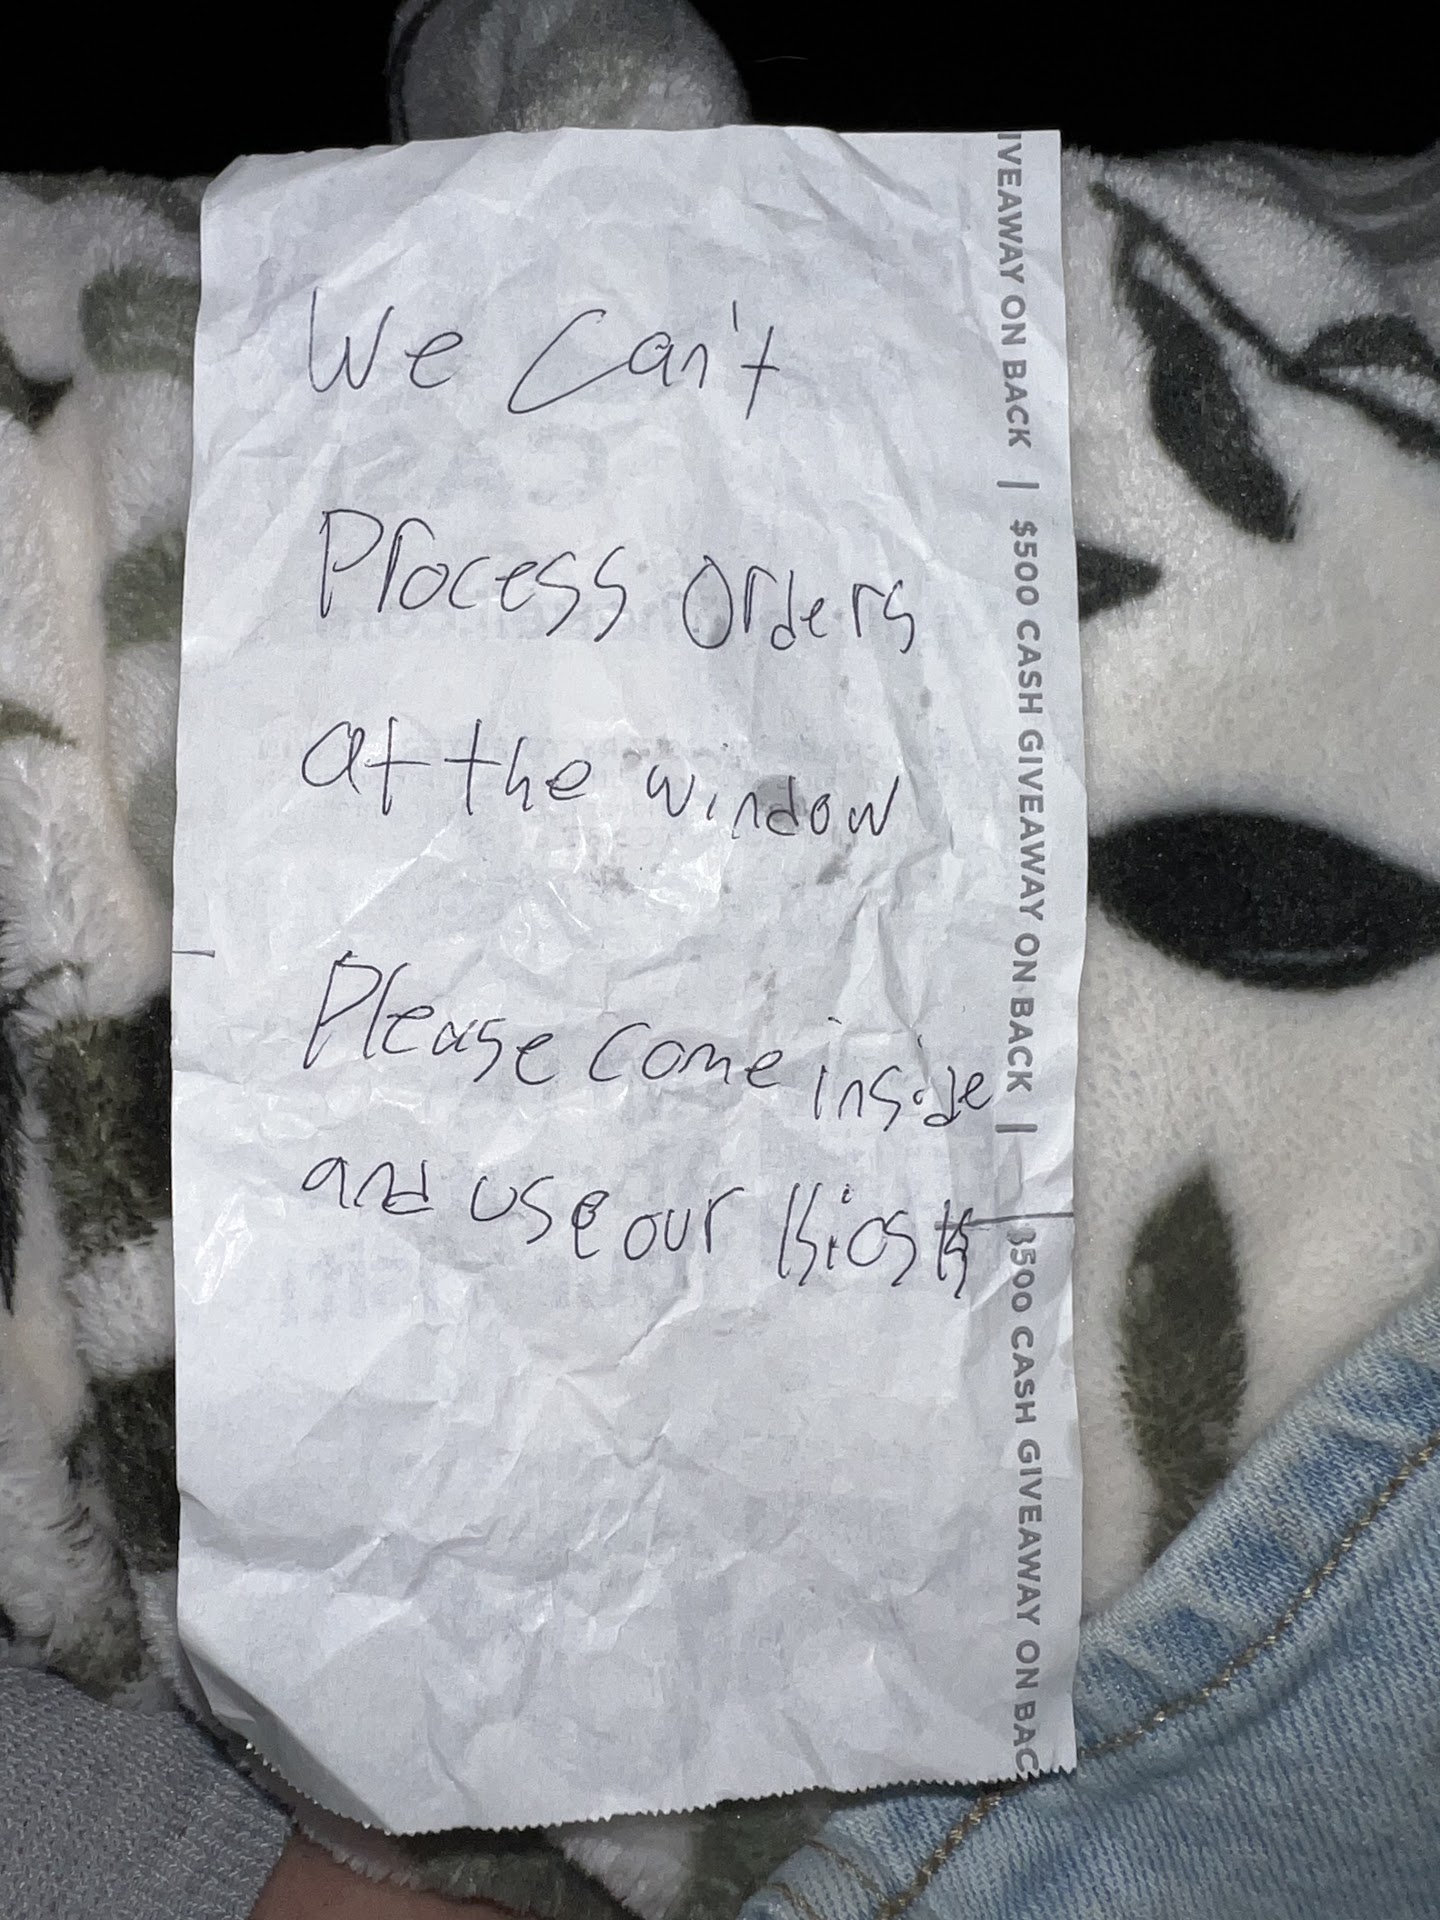 We Can't
Process Orders
at the window
Please come inside
and use our Kiosk
IVEAWAY ON BACK | $500 CASH GIVEAWAY ON BACK | $500 CASH GIVEAWAY ON BAC